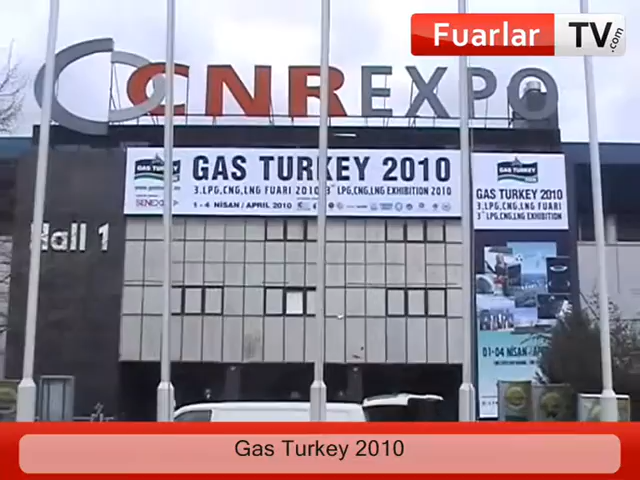 Fuarlar TV.com
CNREXPO
GAS TURKEY 2010
3.LPG,CNG,LNG FUARI 2010 3rd LPG,CNG,LNG EXHIBITION 2010
1-4 NİSAN / APRIL 2010
SENEX
GAS TURKEY 2010
3.LPG,CNG,LNG FUARI
3rd LPG,CNG,LNG EXHIBITION
Hall 1
01-04 NİSAN
Gas Turkey 2010